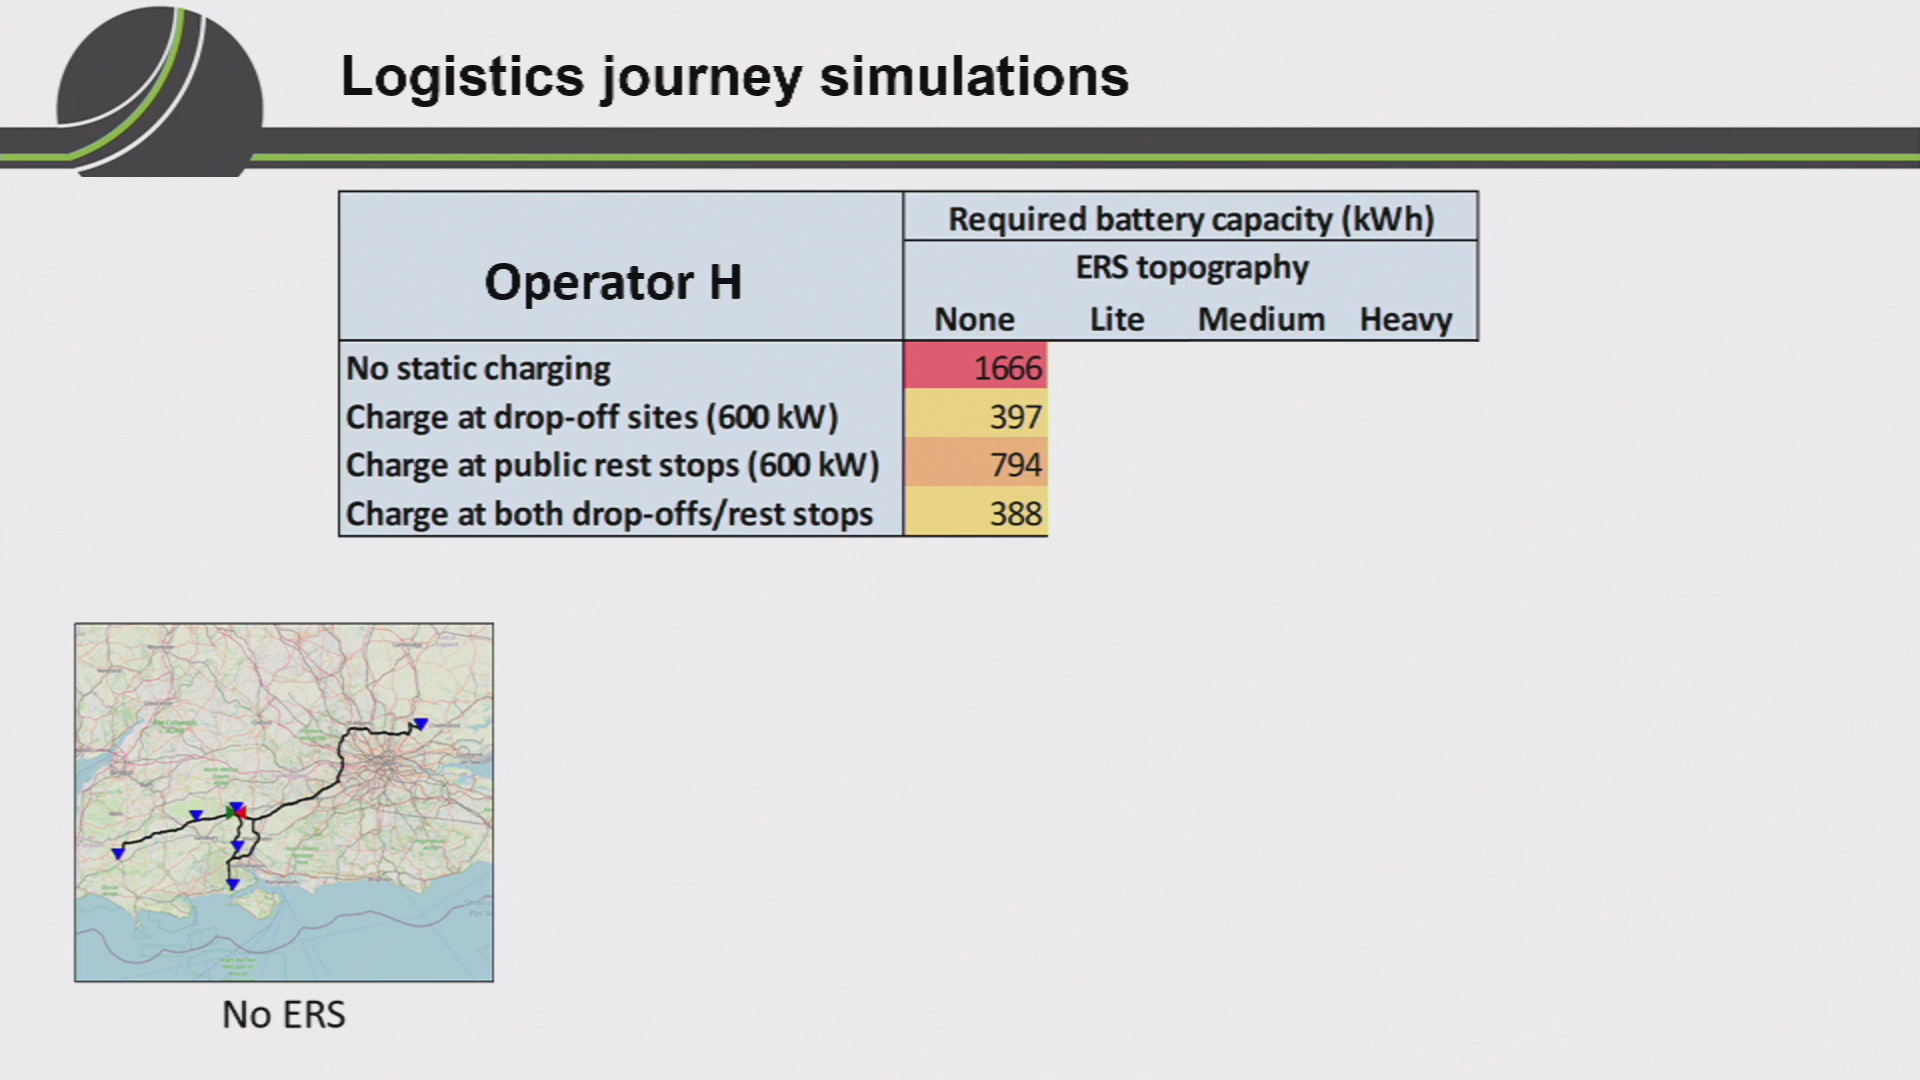 Logistics journey simulations
Required battery capacity (kWh)
Operator H
ERS topography
None Lite Medium Heavy
No static charging 1666
Charge at drop-off sites (600 kW) 397
Charge at public rest stops (600 kW) 794
Charge at both drop-offs/rest stops 388
No ERS